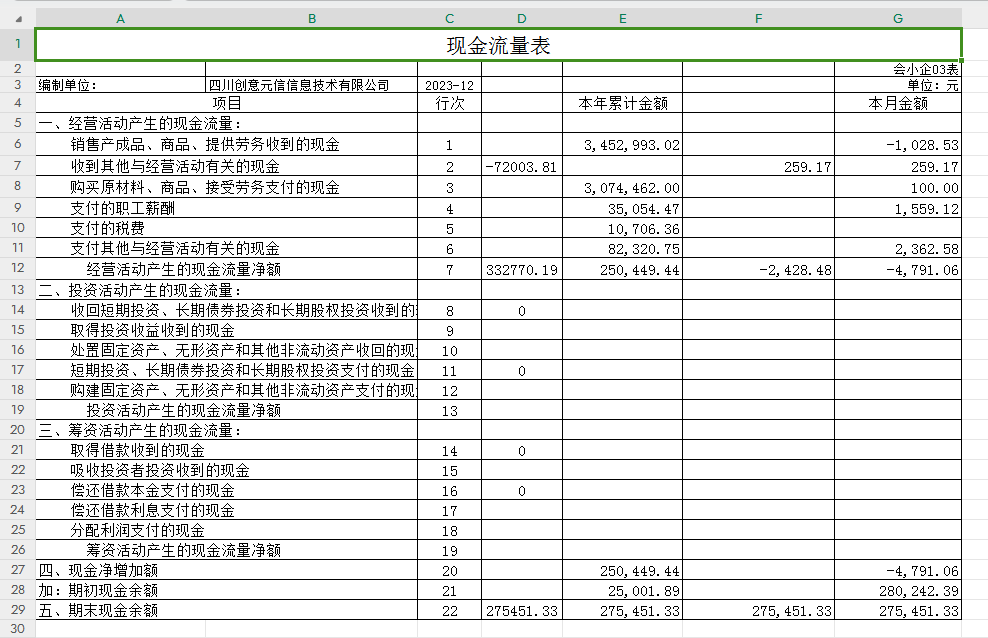 A B C D E F G
1 现金流量表
2 会小企03表
3 编制单位： 四川创意元信信息技术有限公司 2023-12 单位：元
4 项目 行次 本年累计金额 本月金额
5 一、经营活动产生的现金流量：
6 销售产成品、商品、提供劳务收到的现金 1 3,452,993.02 -1,028.53
7 收到其他与经营活动有关的现金 2 -72003.81 259.17 259.17
8 购买原材料、商品、接受劳务支付的现金 3 3,074,462.00 100.00
9 支付的职工薪酬 4 35,054.47 1,559.12
10 支付的税费 5 10,706.36
11 支付其他与经营活动有关的现金 6 82,320.75 2,362.58
12 经营活动产生的现金流量净额 7 332770.19 250,449.44 -2,428.48 -4,791.06
13 二、投资活动产生的现金流量：
14 收回短期投资、长期债券投资和长期股权投资收到的 8 0
15 取得投资收益收到的现金 9
16 处置固定资产、无形资产和其他非流动资产收回的现 10
17 短期投资、长期债券投资和长期股权投资支付的现金 11 0
18 购建固定资产、无形资产和其他非流动资产支付的现 12
19 投资活动产生的现金流量净额 13
20 三、筹资活动产生的现金流量：
21 取得借款收到的现金 14 0
22 吸收投资者投资收到的现金 15
23 偿还借款本金支付的现金 16 0
24 偿还借款利息支付的现金 17
25 分配利润支付的现金 18
26 筹资活动产生的现金流量净额 19
27 四、现金净增加额 20 250,449.44 -4,791.06
28 加：期初现金余额 21 25,001.89 280,242.39
29 五、期末现金余额 22 275451.33 275,451.33 275,451.33 275,451.33
30